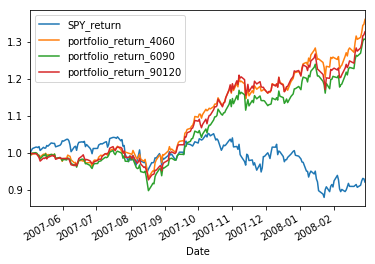 SPY_return
portfolio_return_4060
portfolio_return_6090
portfolio_return_90120
1.3
1.2
1.1
1.0
0.9
2007-06
2007-07
2007-08
2007-09
2007-10
2007-11
2007-12
2008-01
2008-02
Date